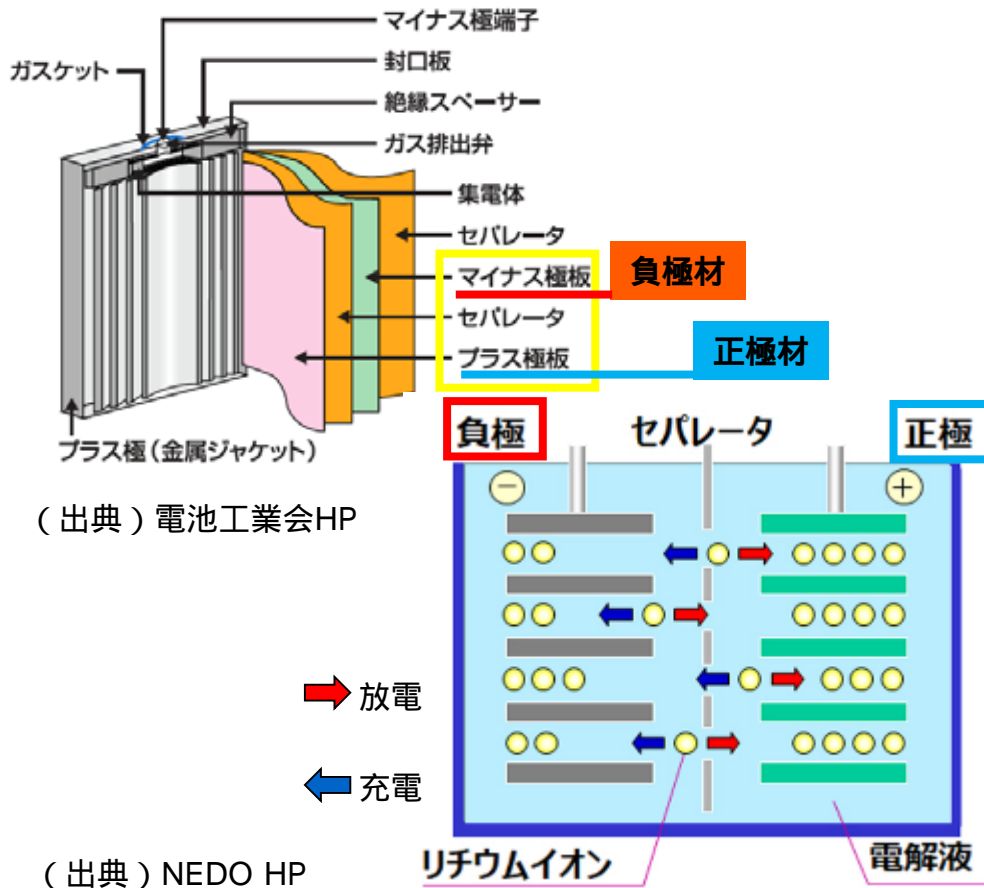 マイナス極端子
ガスケット
封口板
絶縁スペーサー
ガス排出弁
集電体
セパレータ
マイナス極板
負極材
セパレータ
プラス極板
正極材
プラス極(金属ジャケット)
(出典)電池工業会HP
負極
セパレータ
正極
−
+
放電
充電
リチウムイオン
電解液
(出典)NEDO HP